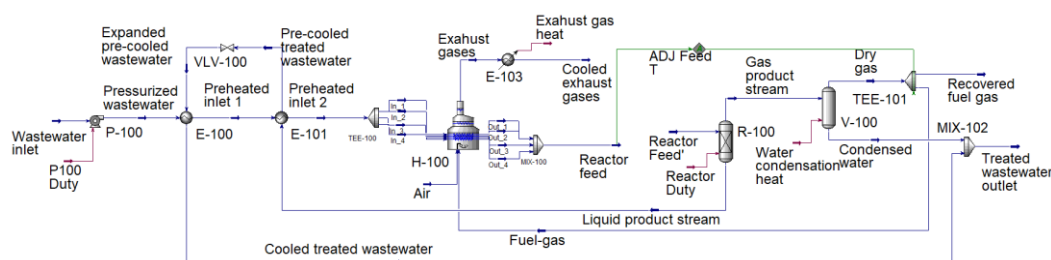 Expanded
pre-cooled
wastewater
Pre-cooled
treated
wastewater
VLV-100
Pressurized
wastewater
Preheated
inlet 1
Preheated
inlet 2
Wastewater
inlet
P-100
P100
Duty
E-100
E-101
TEE-100
In_1
In_2
In_3
In_4
Exhaust
gases
Exahust gas
heat
E-103
Cooled
exhaust
gases
H-100
Air
Out_1
Out_2
Out_3
Out_4
MIX-100
Reactor
feed
ADJ Feed
T
Gas
product
stream
Reactor
Feed'
Reactor
Duty
R-100
Dry
gas
TEE-101
Recovered
fuel gas
V-100
Water
condensation
heat
Condensed
water
MIX-102
Treated
wastewater
outlet
Liquid product stream
Fuel-gas
Cooled treated wastewater